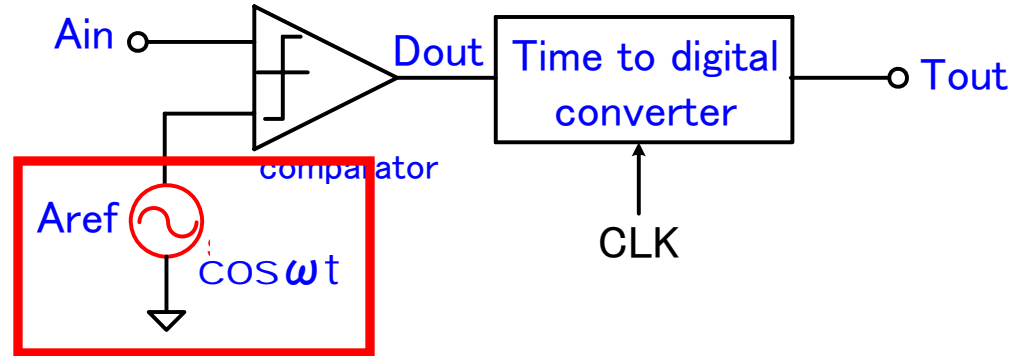 Ain
Dout
Time to digital
converter
Tout
comparator
Aref
cosωt
CLK